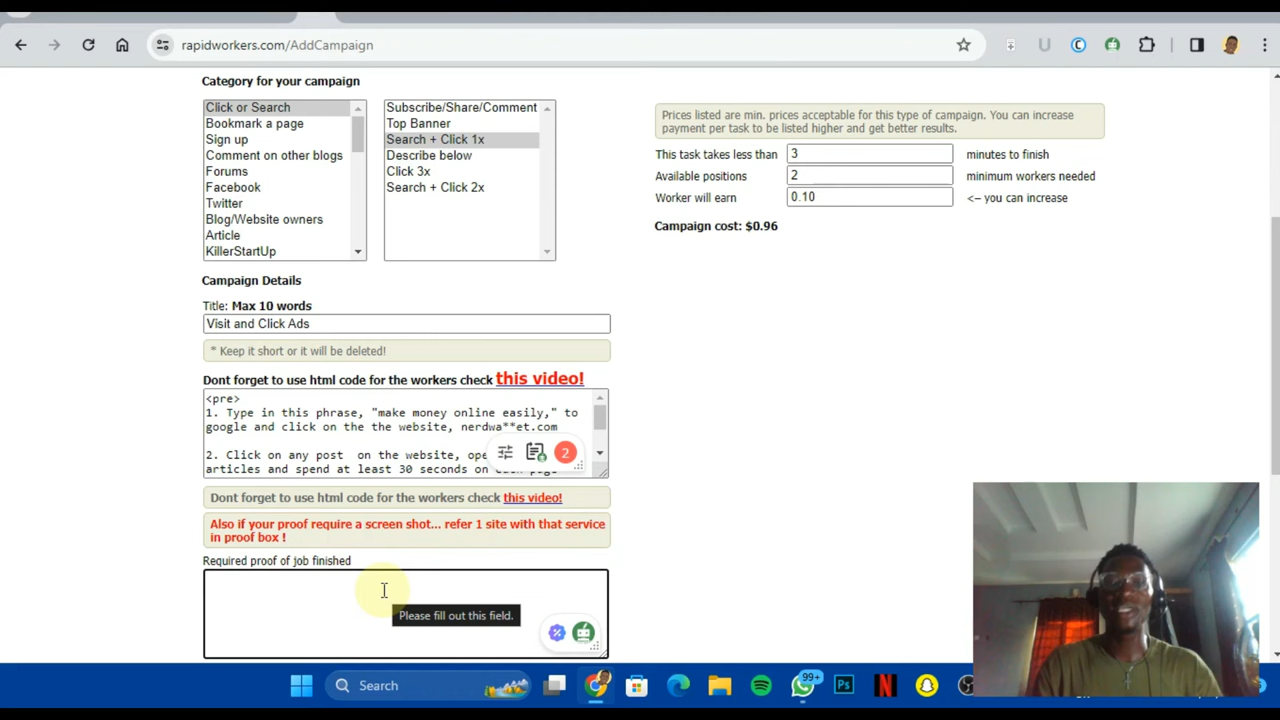 rapidworkers.com/AddCampaign
Category for your campaign
Click or Search
Bookmark a page
Sign up
Comment on other blogs
Forums
Facebook
Twitter
Blog/Website owners
Article
KillerStartUp
Subscribe/Share/Comment
Top Banner
Search + Click 1x
Describe below
Click 3x
Search + Click 2x
Prices listed are min. prices acceptable for this type of campaign. You can increase
payment per task to be listed higher and get better results.
This task takes less than 3 minutes to finish
Available positions 2 minimum workers needed
Worker will earn 0.10 <– you can increase
Campaign cost: $0.96
Campaign Details
Title: Max 10 words
Visit and Click Ads
* Keep it short or it will be deleted!
Dont forget to use html code for the workers check this video!
<pre>
1. Type in this phrase, "make money online easily," to
google and click on the the website, nerdwa**et.com
2. Click on any post  on the website,
articles and spend at least 30 seconds on
2
Dont forget to use html code for the workers check this video!
Also if your proof require a screen shot... refer 1 site with that service
in proof box !
Required proof of job finished
Please fill out this field.
Search
99+
Ps
N